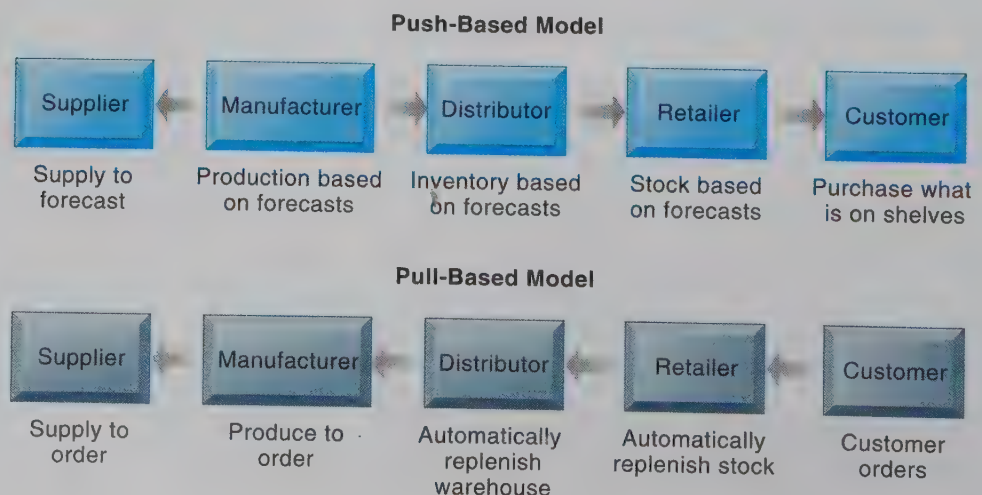 Push-Based Model
Supplier
Manufacturer
Distributor
Retailer
Customer
Supply to
forecast
Production based
on forecasts
Inventory based
on forecasts
Stock based
on forecasts
Purchase what
is on shelves
Pull-Based Model
Supplier
Manufacturer
Distributor
Retailer
Customer
Supply to
order
Produce to
order
Automatically
replenish
warehouse
Automatically
replenish stock
Customer
orders